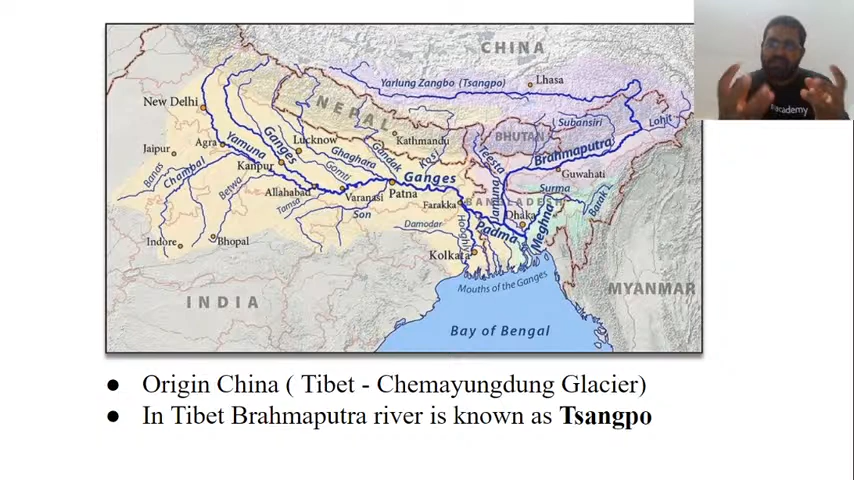 CHINA
Yarlung Zangbo (Tsangpo)
Lhasa
New Delhi
NEPAL
Subansiri
Lohit
BHUTAN
Agra
Yamuna
Ganges
Lucknow
Kathmandu
Brahmaputra
Jaipur
Kanpur
Ghaghara
Gandak
Kosi
Teesta
Guwahati
Banas
Chambal
Gomti
Ganges
Betwa
Allahabad
Varanasi
Patna
Farakka
BANGLADESH
Jamuna
Surma
Barak
Tamsa
Son
Dhaka
Damodar
Hooghly
Padma
Meghna
Indore
Bhopal
Kolkata
Mouths of the Ganges
MYANMAR
INDIA
Bay of Bengal
academy
● Origin China ( Tibet - Chemayungdung Glacier)
● In Tibet Brahmaputra river is known as Tsangpo